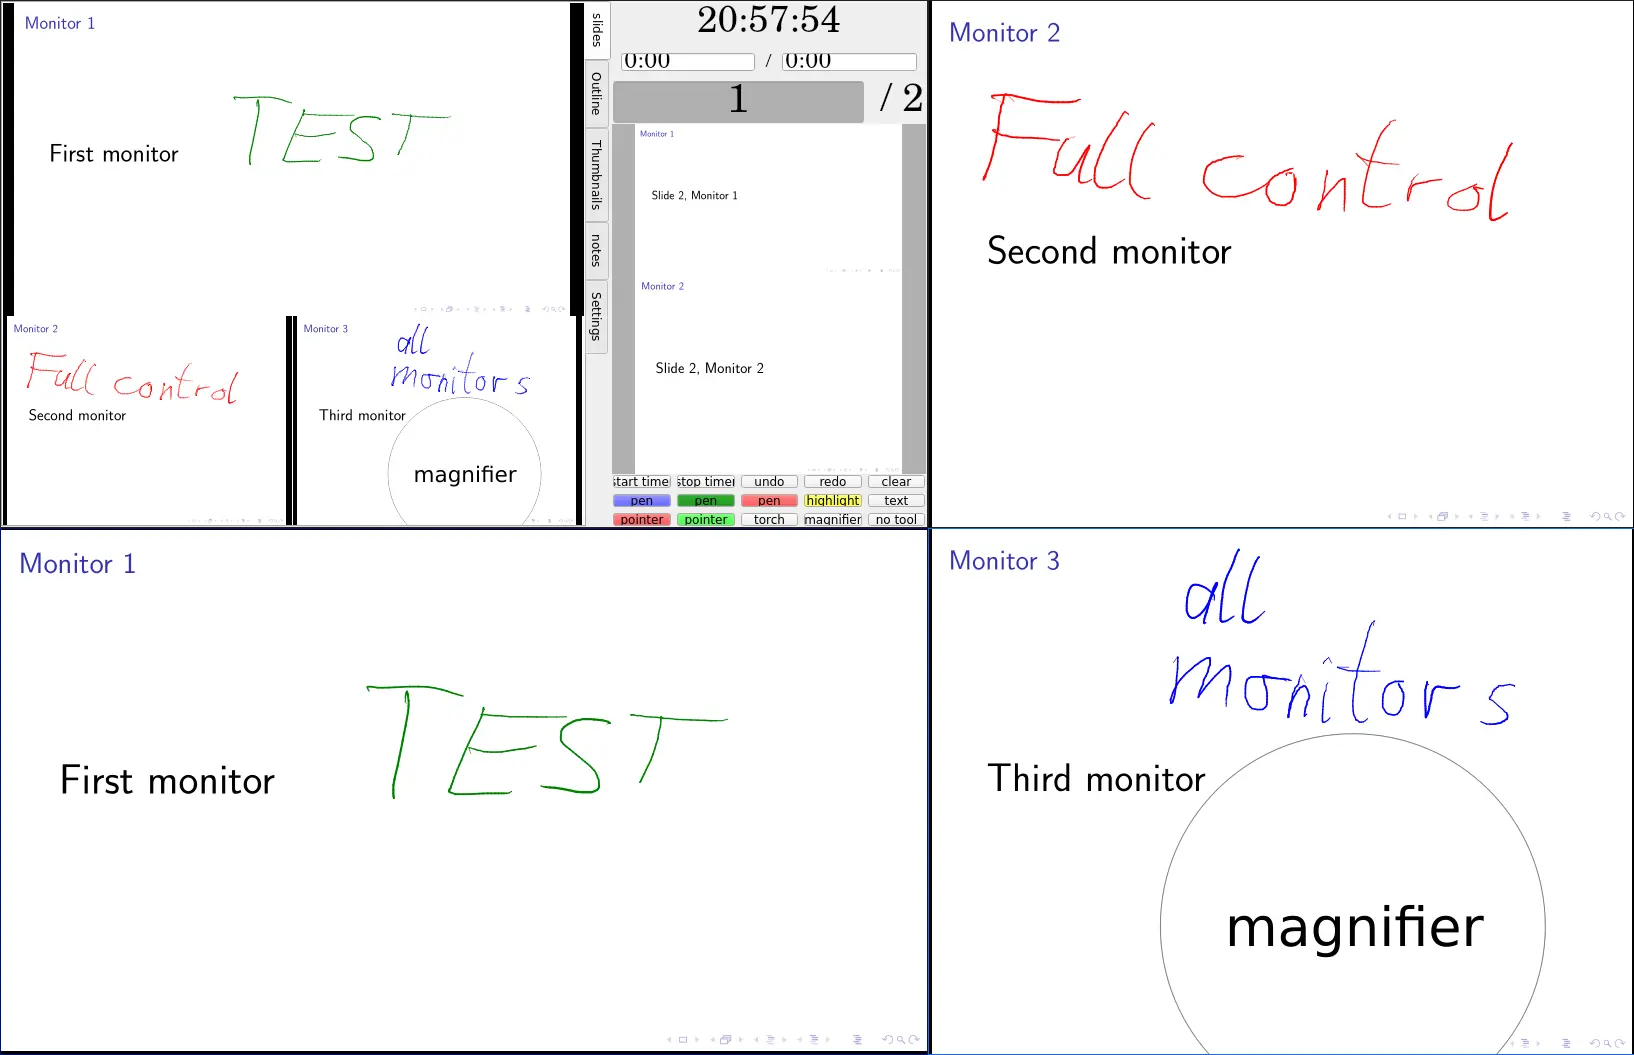 Monitor 1
TEST
First monitor
Monitor 2
Full control
Second monitor
Monitor 3
all
monitors
Third monitor
magnifier
slides
Outline
Thumbnails
notes
Settings
20:57:54
0:00 / 0:00
1 / 2
Monitor 1
Slide 2, Monitor 1
Monitor 2
Slide 2, Monitor 2
start timer stop timer undo redo clear
pen pen pen highlight text
pointer pointer torch magnifier no tool
Monitor 2
Full control
Second monitor
Monitor 1
TEST
First monitor
Monitor 3
all
monitors
Third monitor
magnifier